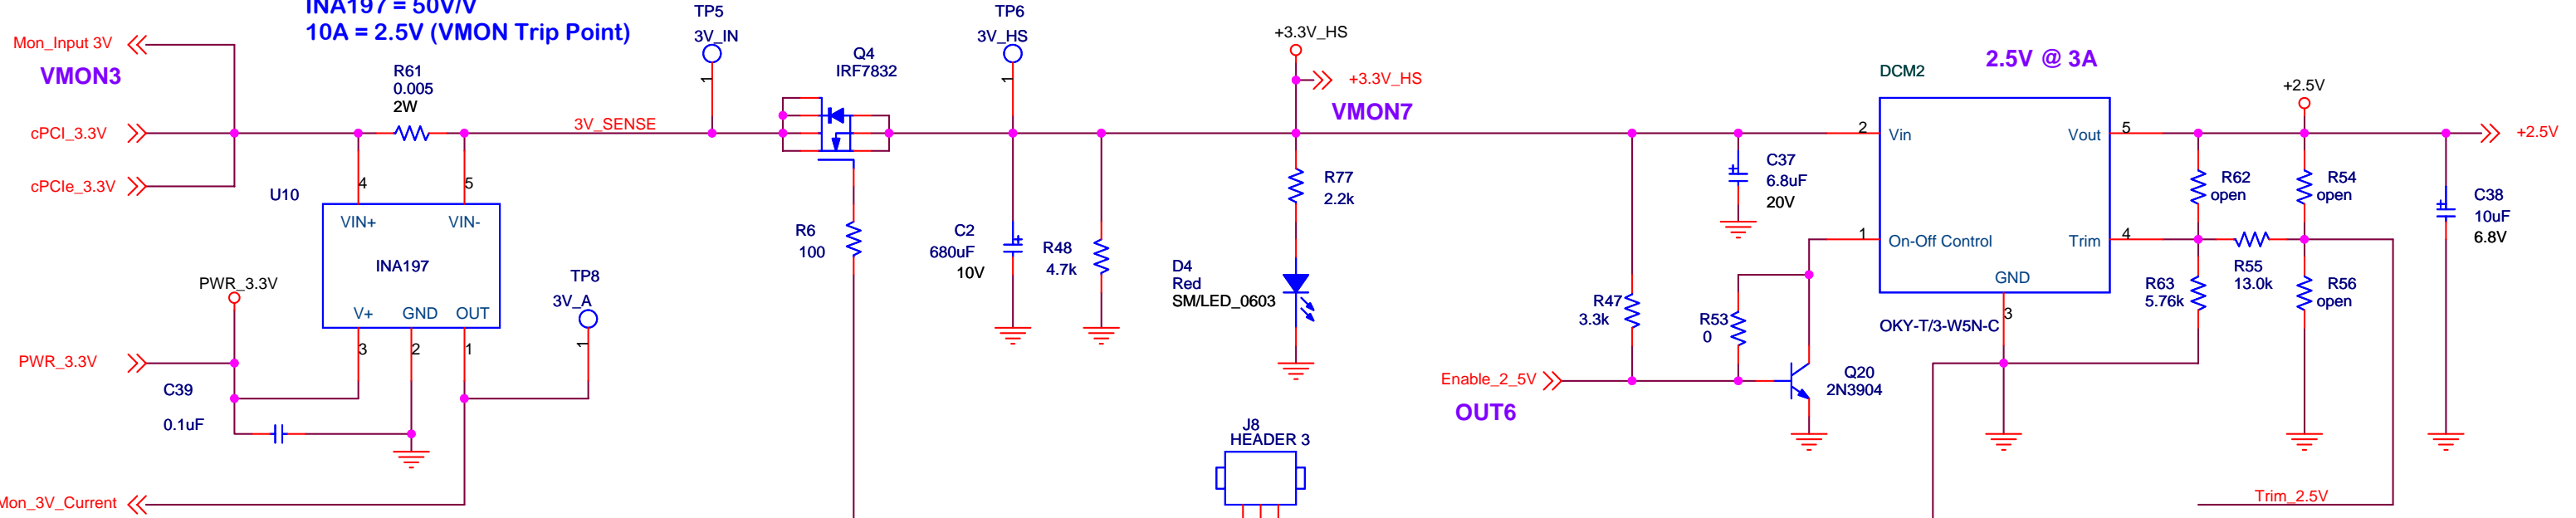 INA197 = 50V/V
10A = 2.5V (VMON Trip Point)
Mon_Input 3V
VMON3
cPCI_3.3V
cPCIe_3.3V
R61
0.005
2W
3V_SENSE
TP5
3V_IN
1
Q4
IRF7832
TP6
3V_HS
1
+3.3V_HS
+3.3V_HS
VMON7
U10
4
5
VIN+
VIN-
INA197
V+
GND
OUT
3
2
1
PWR_3.3V
PWR_3.3V
C39
0.1uF
TP8
3V_A
1
Mon_3V_Current
R6
100
C2
680uF
10V
R48
4.7k
R77
2.2k
D4
Red
SM/LED_0603
J8
HEADER 3
R47
3.3k
R53
0
Enable_2_5V
OUT6
Q20
2N3904
C37
6.8uF
20V
DCM2
2.5V @ 3A
2
Vin
Vout
5
1
On-Off Control
Trim
4
GND
3
OKY-T/3-W5N-C
+2.5V
+2.5V
R62
open
R54
open
R63
5.76k
R55
13.0k
R56
open
C38
10uF
6.8V
Trim_2.5V